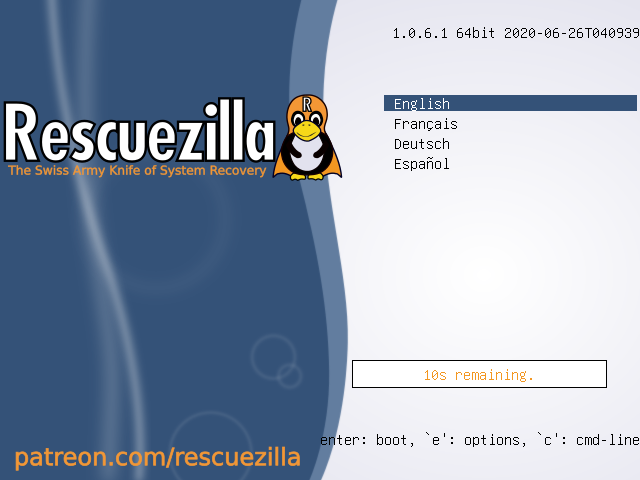 1.0.6.1 64bit 2020-06-26T040939
R
Rescuezilla
The Swiss Army Knife of System Recovery
English
Français
Deutsch
Español
10s remaining.
enter: boot, `e': options, `c': cmd-line
patreon.com/rescuezilla